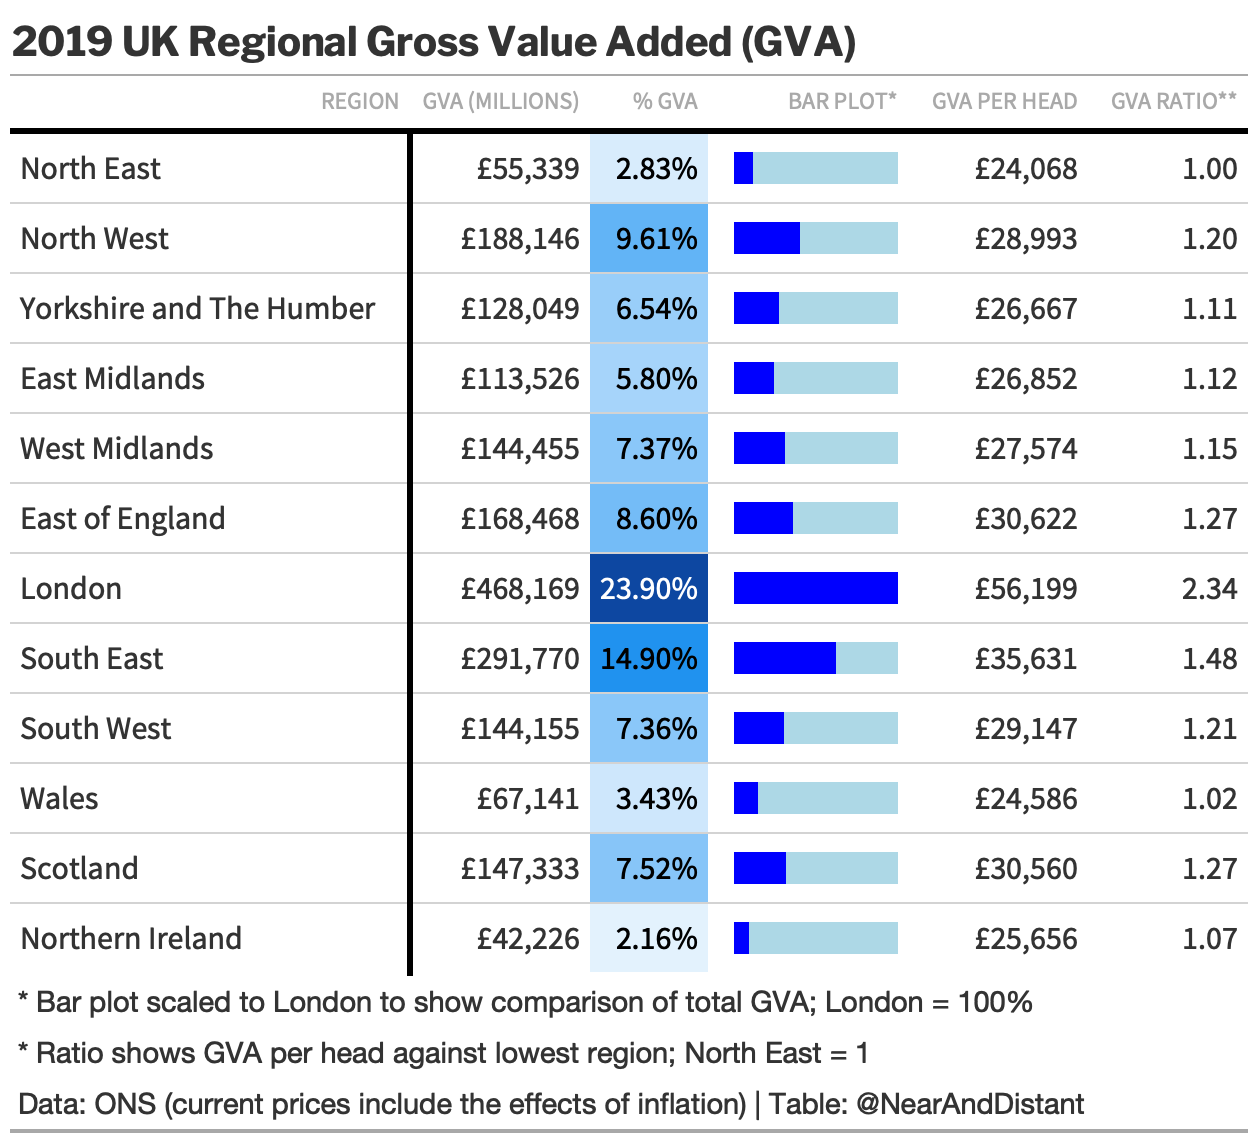 2019 UK Regional Gross Value Added (GVA)
REGION GVA (MILLIONS) % GVA BAR PLOT* GVA PER HEAD GVA RATIO**
North East £55,339 2.83% £24,068 1.00
North West £188,146 9.61% £28,993 1.20
Yorkshire and The Humber £128,049 6.54% £26,667 1.11
East Midlands £113,526 5.80% £26,852 1.12
West Midlands £144,455 7.37% £27,574 1.15
East of England £168,468 8.60% £30,622 1.27
London £468,169 23.90% £56,199 2.34
South East £291,770 14.90% £35,631 1.48
South West £144,155 7.36% £29,147 1.21
Wales £67,141 3.43% £24,586 1.02
Scotland £147,333 7.52% £30,560 1.27
Northern Ireland £42,226 2.16% £25,656 1.07
* Bar plot scaled to London to show comparison of total GVA; London = 100%
* Ratio shows GVA per head against lowest region; North East = 1
Data: ONS (current prices include the effects of inflation) | Table: @NearAndDistant